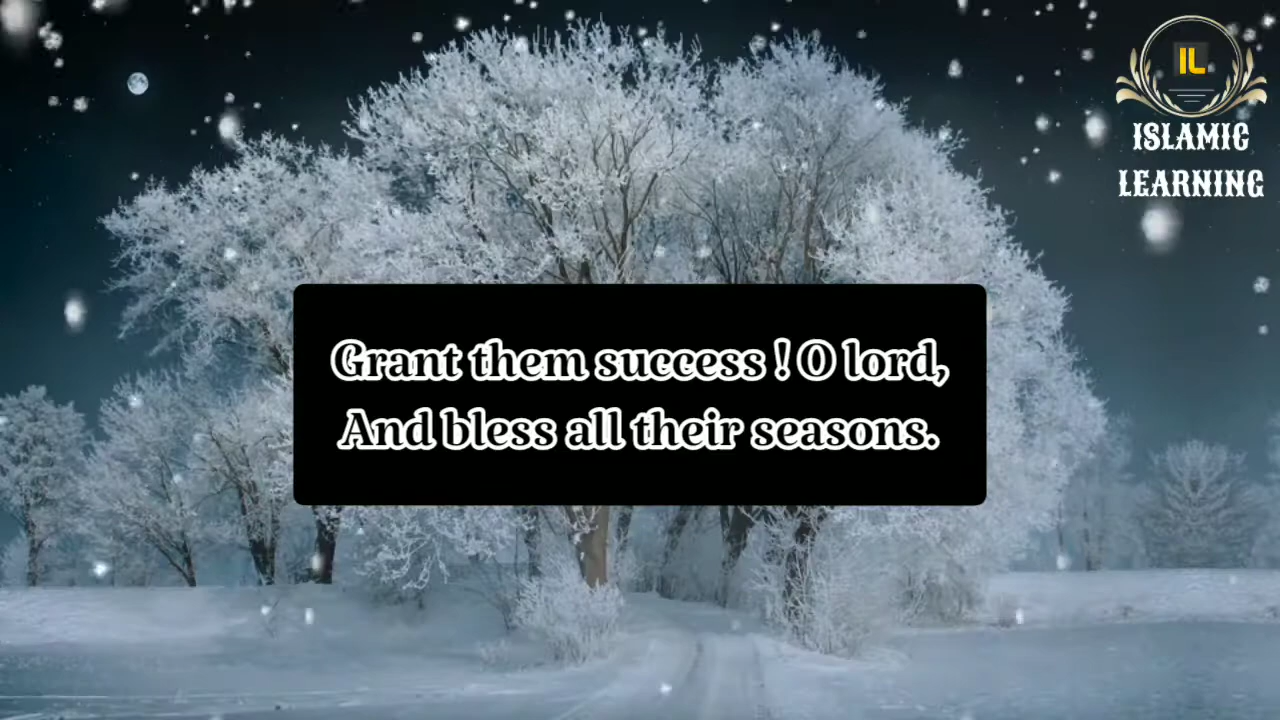 IL
ISLAMIC
LEARNING
Grant them success ! O lord,
And bless all their seasons.